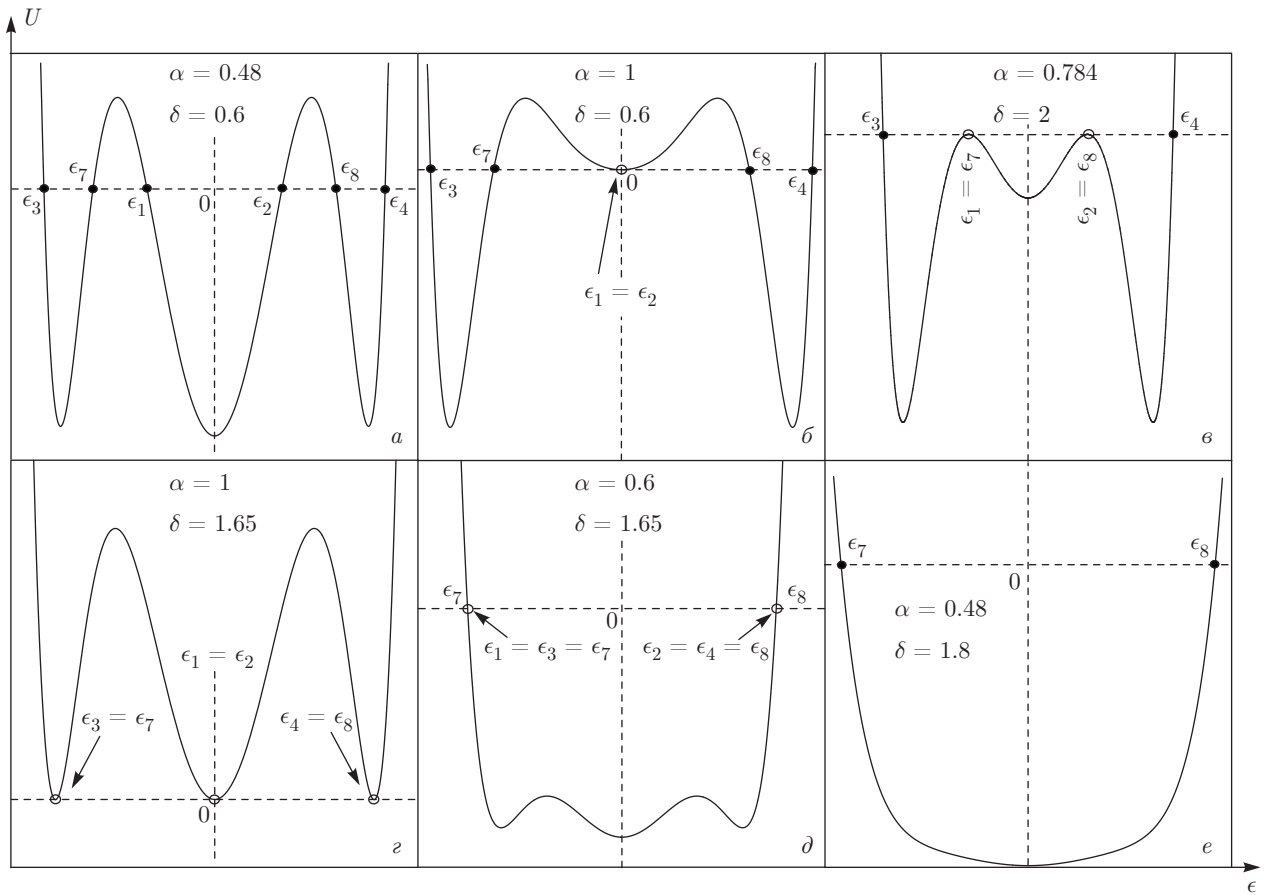 U
α = 0.48
δ = 0.6
ϵ3
ϵ7
ϵ1
0
ϵ2
ϵ8
ϵ4
а
α = 1
δ = 0.6
ϵ7
ϵ3
0
ϵ8
ϵ4
ϵ1 = ϵ2
б
α = 0.784
δ = 2
ϵ3
ϵ4
ϵ1 = ϵ7
ϵ2 = ϵ8
в
α = 1
δ = 1.65
ϵ1 = ϵ2
ϵ3 = ϵ7
ϵ4 = ϵ8
0
г
α = 0.6
δ = 1.65
ϵ7
ϵ8
0
ϵ1 = ϵ3 = ϵ7
ϵ2 = ϵ4 = ϵ8
д
ϵ7
ϵ8
0
α = 0.48
δ = 1.8
е
ϵ